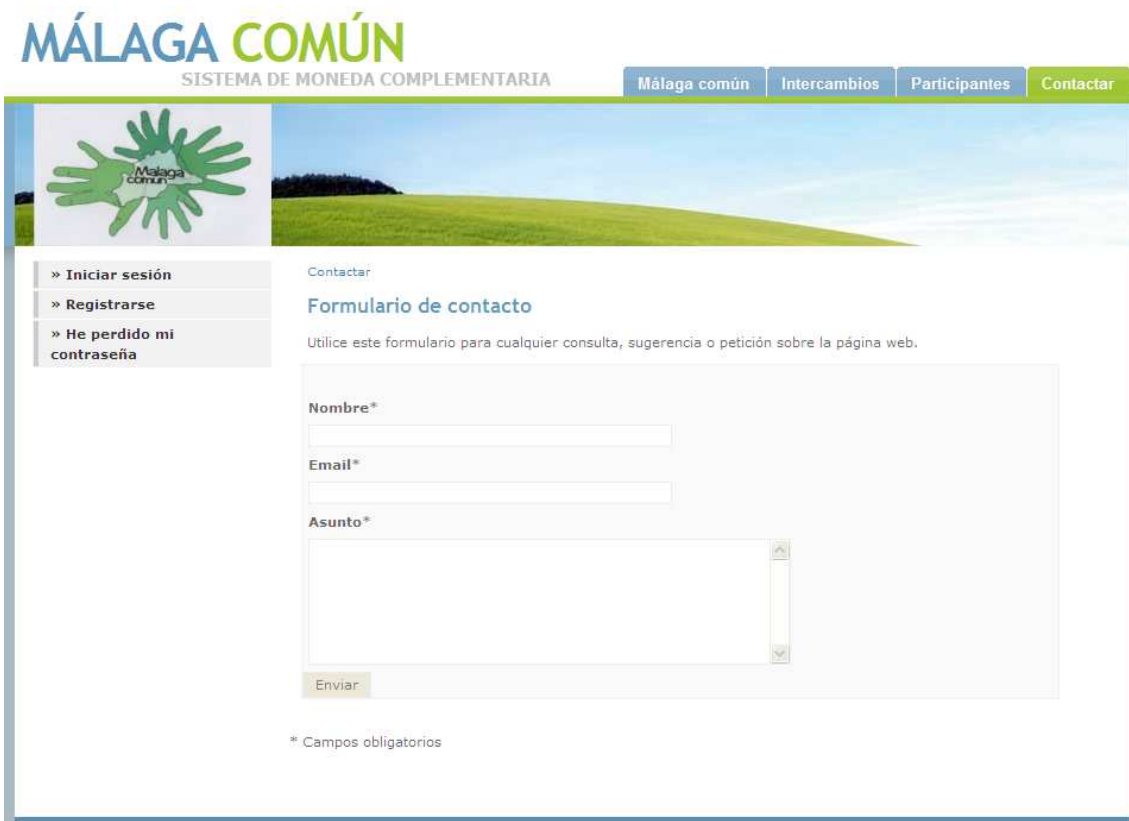 MÁLAGA COMÚN
SISTEMA DE MONEDA COMPLEMENTARIA
Málaga común
Intercambios
Participantes
Contactar
Malaga
común
» Iniciar sesión
» Registrarse
» He perdido mi
contraseña
Contactar
Formulario de contacto
Utilice este formulario para cualquier consulta, sugerencia o petición sobre la página web.
Nombre*
Email*
Asunto*
Enviar
* Campos obligatorios